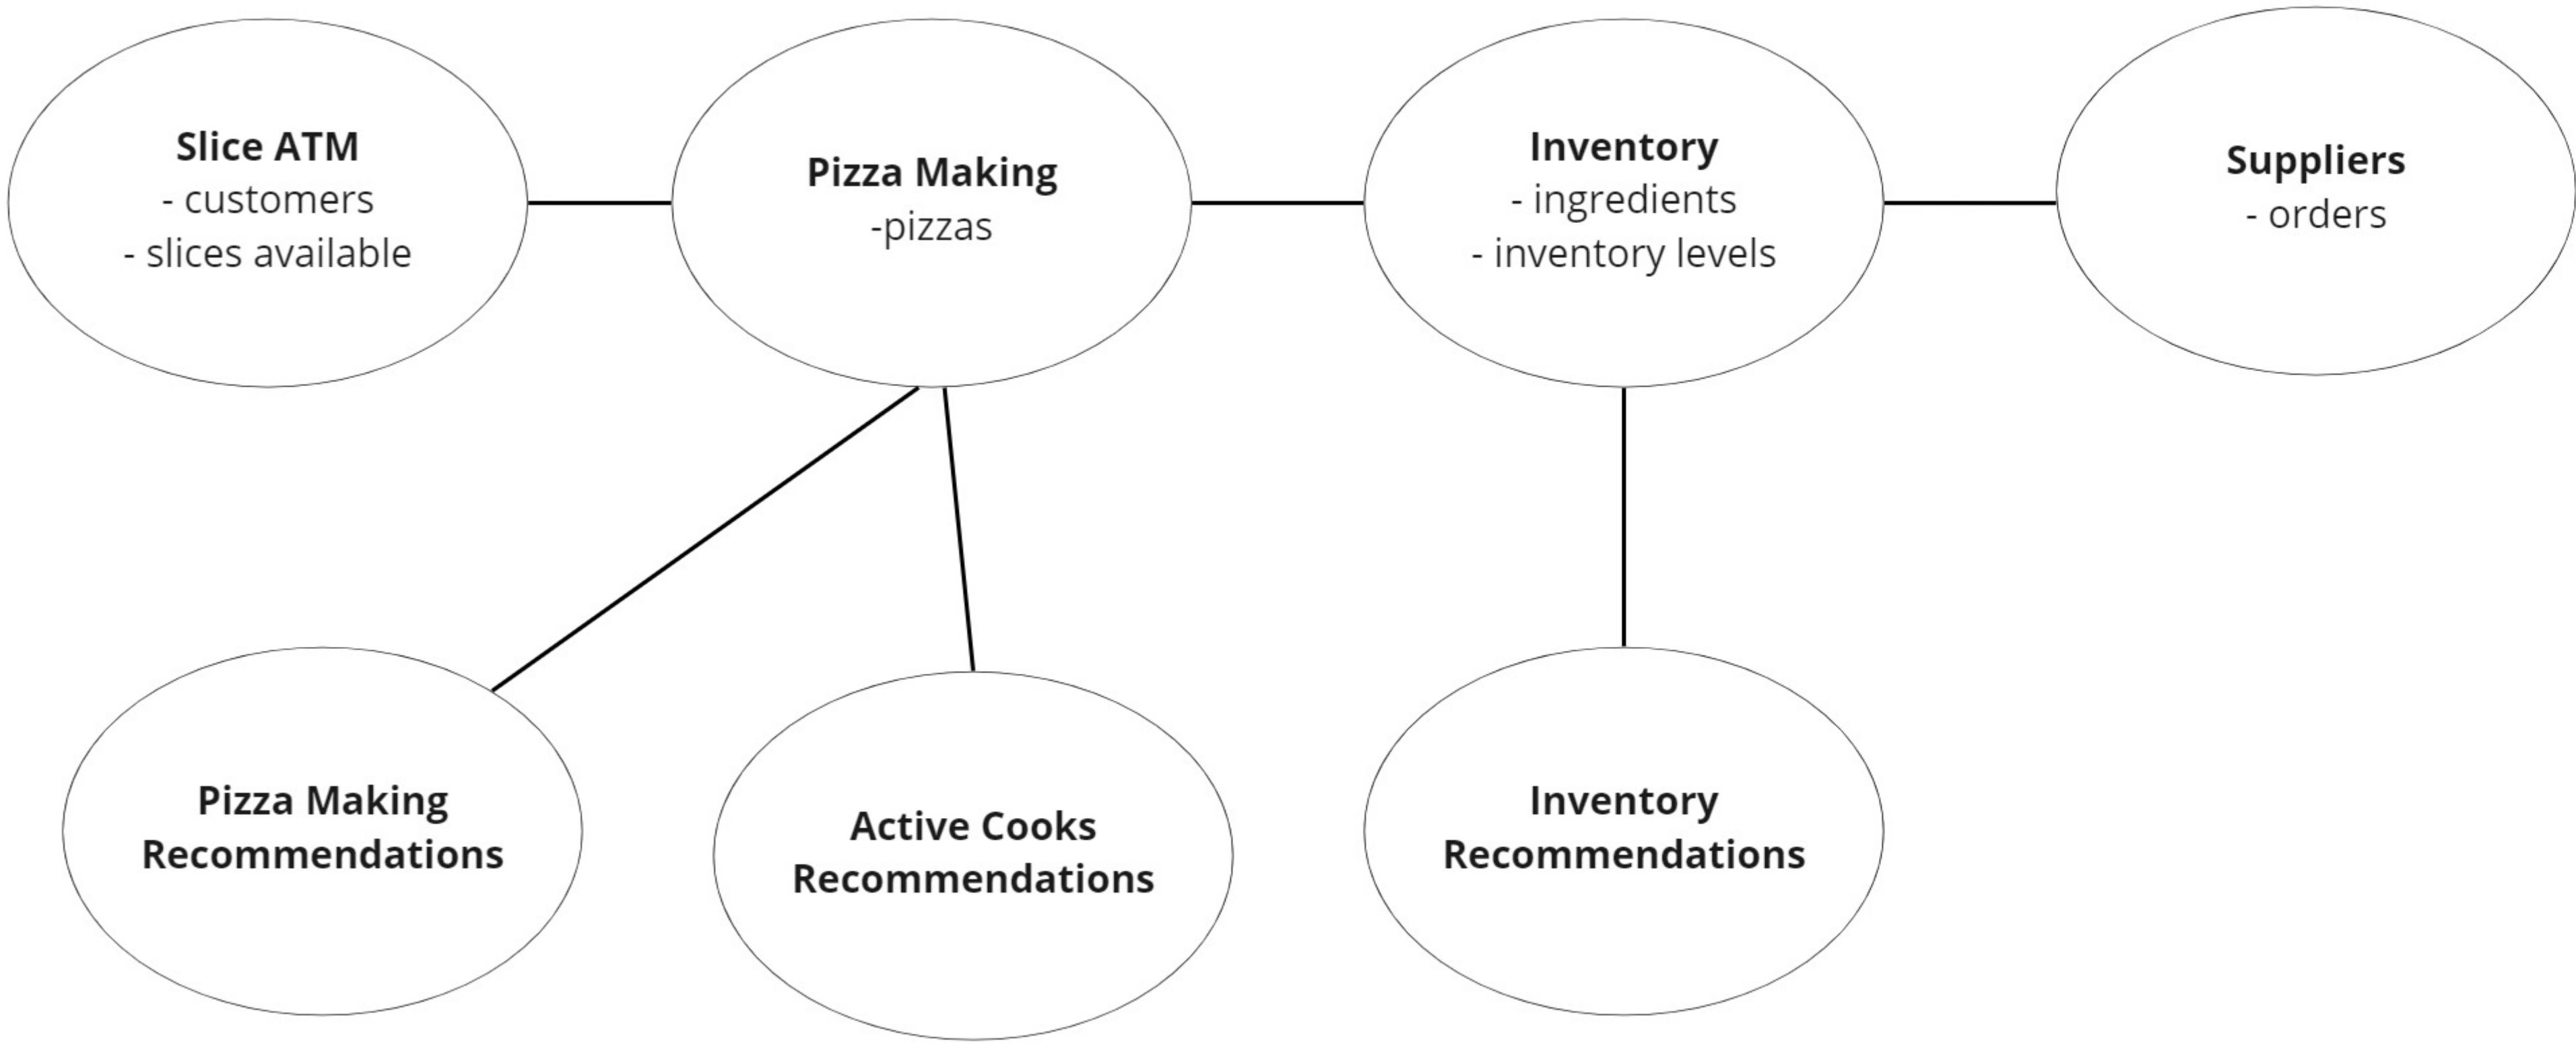 Slice ATM
- customers
- slices available
Pizza Making
-pizzas
Inventory
- ingredients
- inventory levels
Suppliers
- orders
Pizza Making
Recommendations
Active Cooks
Recommendations
Inventory
Recommendations